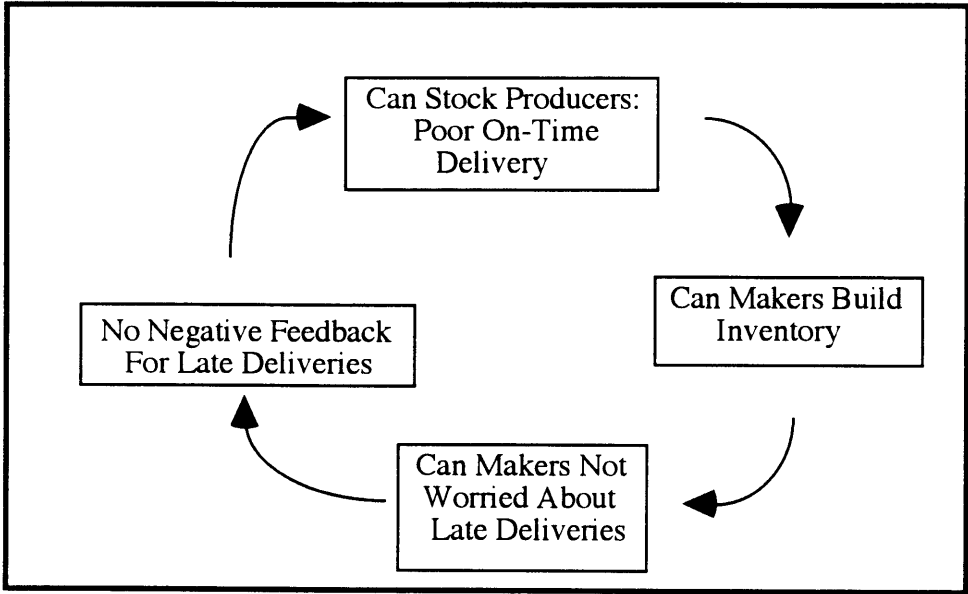 Can Stock Producers:
Poor On-Time
Delivery
Can Makers Build
Inventory
Can Makers Not
Worried About
Late Deliveries
No Negative Feedback
For Late Deliveries